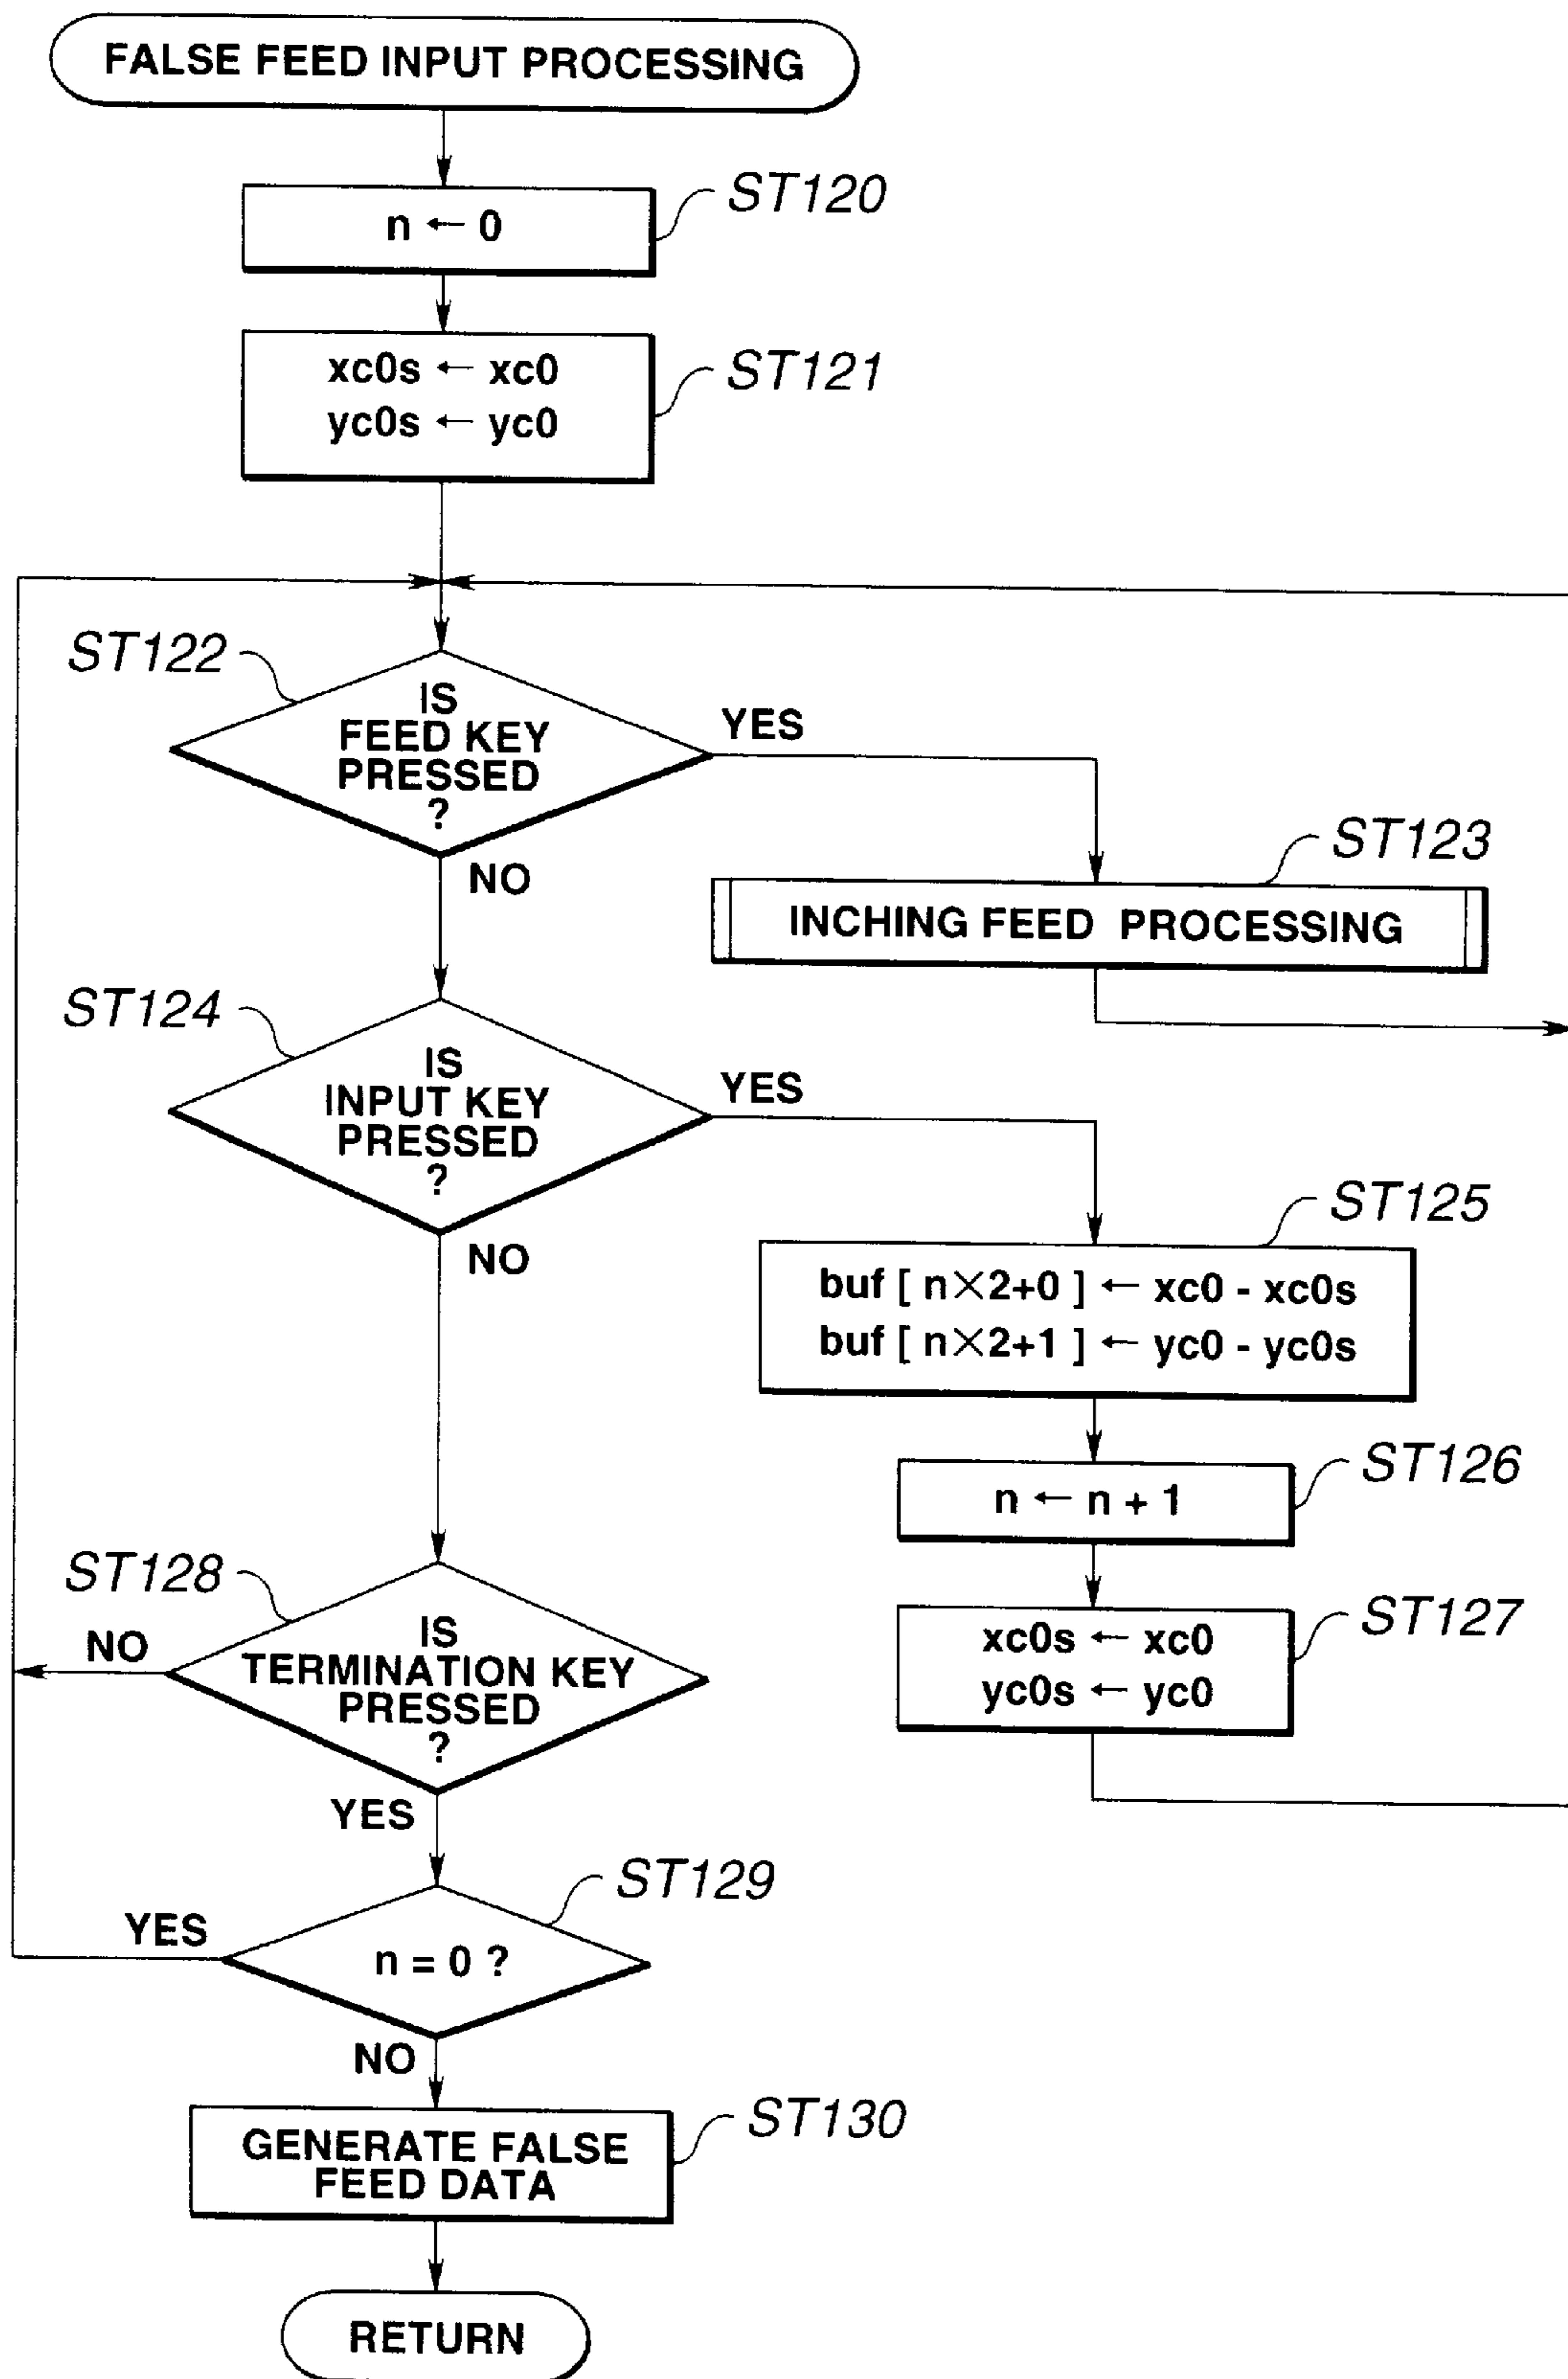 FALSE FEED INPUT PROCESSING
ST120
n ← 0
ST121
xc0s ← xc0
yc0s ← yc0
ST122
IS
FEED KEY
PRESSED
?
YES
NO
ST123
INCHING FEED PROCESSING
ST124
IS
INPUT KEY
PRESSED
?
YES
NO
ST125
buf [ n×2+0 ] ← xc0 - xc0s
buf [ n×2+1 ] ← yc0 - yc0s
ST126
n ← n + 1
ST127
xc0s ← xc0
yc0s ← yc0
ST128
NO
IS
TERMINATION KEY
PRESSED
?
YES
ST129
YES
n = 0 ?
NO
ST130
GENERATE FALSE
FEED DATA
RETURN